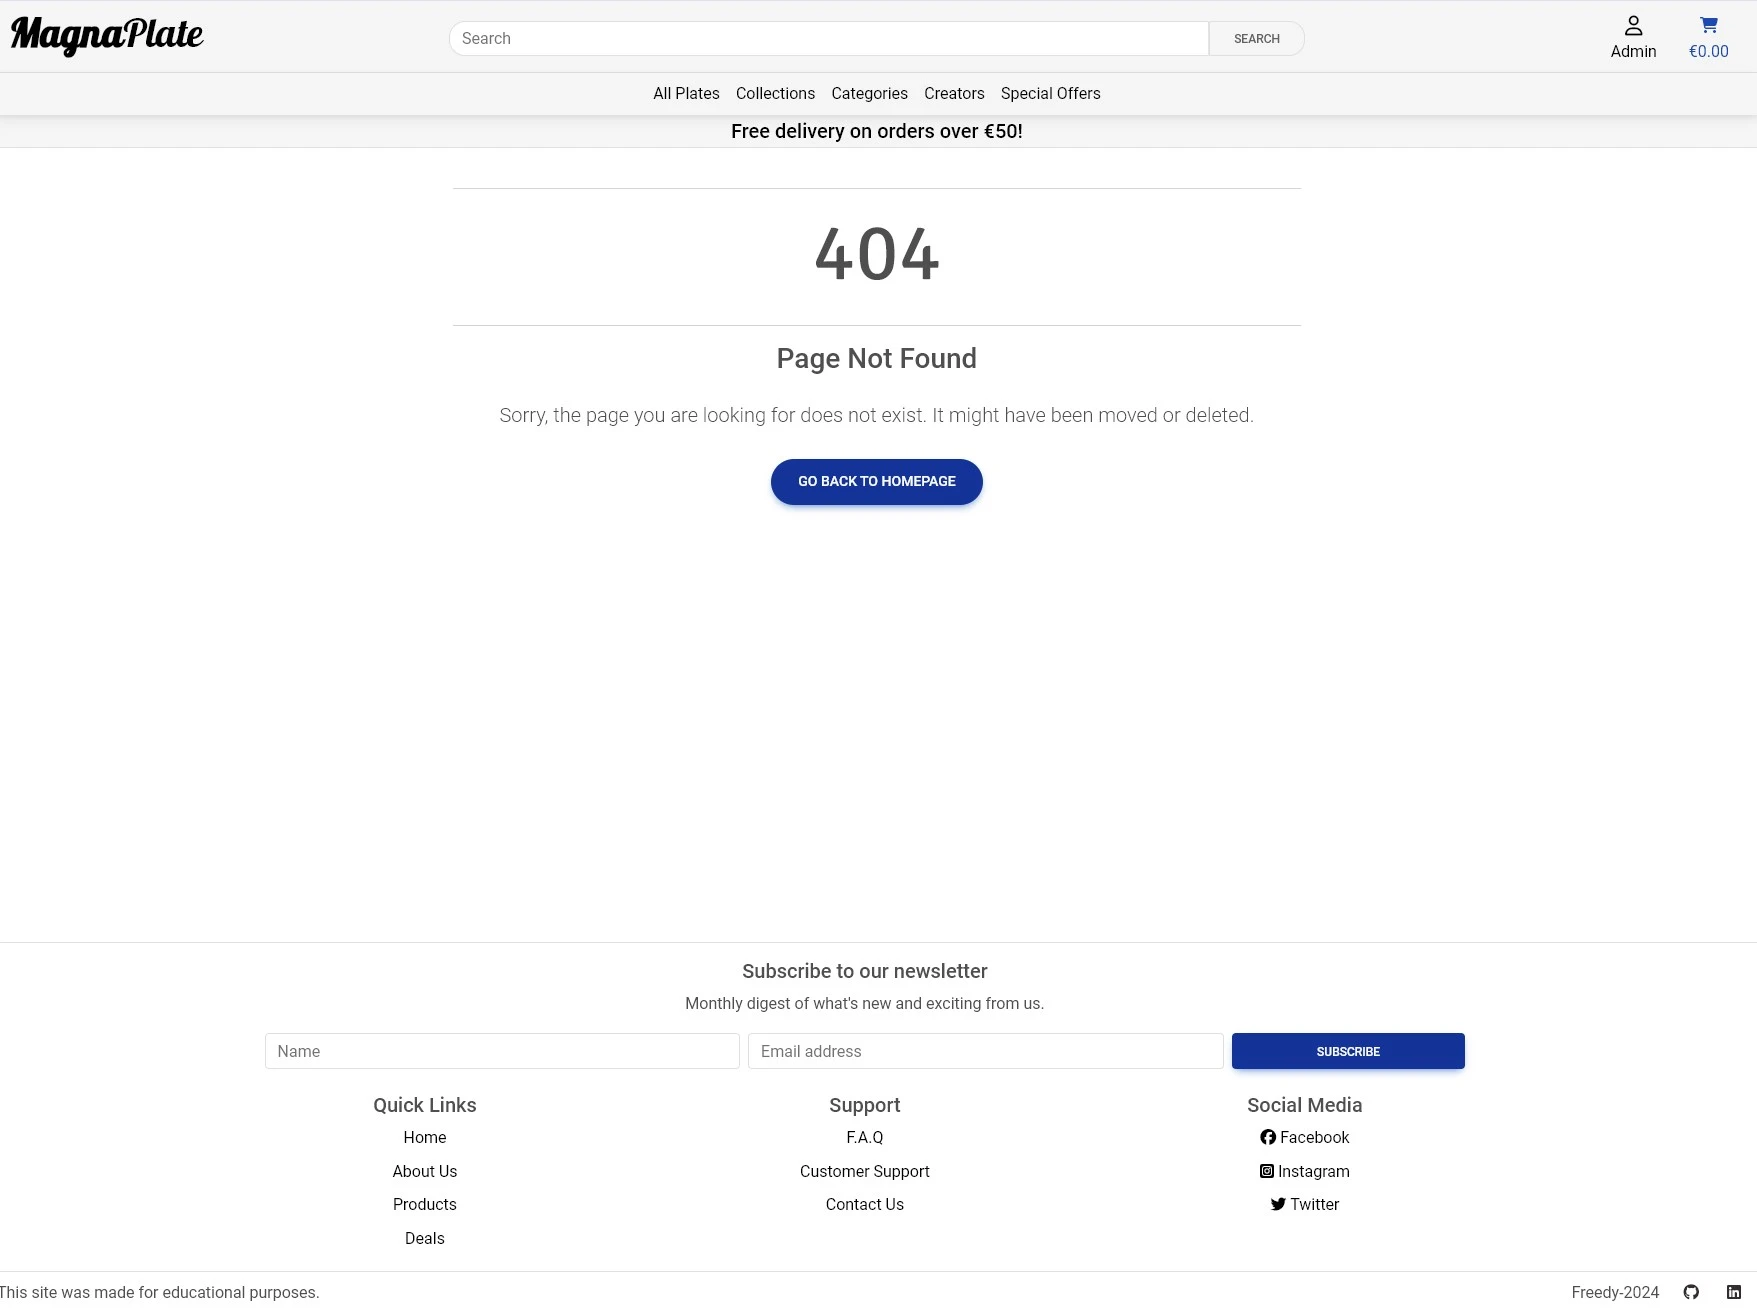 MagnaPlate
Search
SEARCH
Admin
€0.00
All Plates Collections Categories Creators Special Offers
Free delivery on orders over €50!
404
Page Not Found
Sorry, the page you are looking for does not exist. It might have been moved or deleted.
GO BACK TO HOMEPAGE
Subscribe to our newsletter
Monthly digest of what's new and exciting from us.
Name
Email address
SUBSCRIBE
Quick Links
Home
About Us
Products
Deals
Support
F.A.Q
Customer Support
Contact Us
Social Media
Facebook
Instagram
Twitter
This site was made for educational purposes.
Freedy-2024